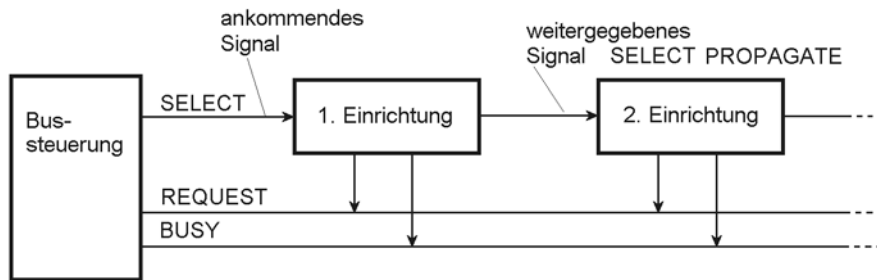 ankommendes
Signal
weitergegebenes
Signal
SELECT PROPAGATE
Bus-
steuerung
SELECT
1. Einrichtung
2. Einrichtung
REQUEST
BUSY